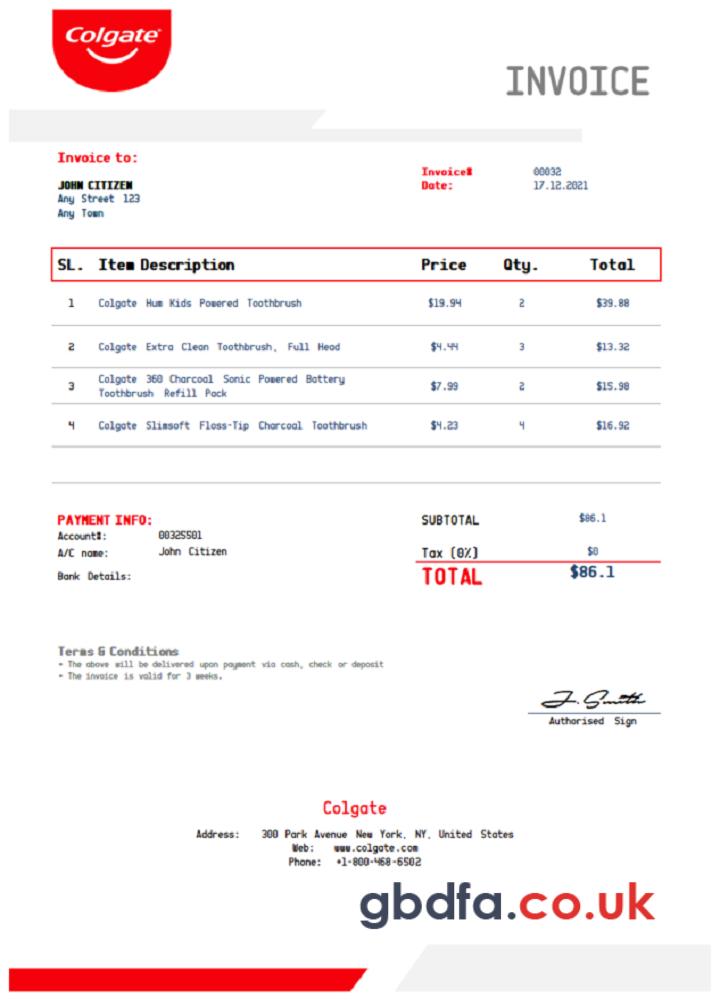 Colgate
INVOICE
Invoice to:
JOHN CITIZEN
Any Street 123
Any Town
Invoice# 00032
Date: 17.12.2021
SL. Item Description Price Qty. Total
1 Colgate Hum Kids Powered Toothbrush $19.94 2 $39.88
2 Colgate Extra Clean Toothbrush, Full Head $4.44 3 $13.32
3 Colgate 360 Charcoal Sonic Powered Battery
Toothbrush Refill Pack $7.99 2 $15.98
4 Colgate Slimsoft Floss-Tip Charcoal Toothbrush $4.23 4 $16.92
PAYMENT INFO:
Account#: 00325501
A/C name: John Citizen
Bank Details:
SUBTOTAL $86.1
Tax (0%) $0
TOTAL $86.1
Terms & Conditions
- The above will be delivered upon payment via cash, check or deposit
- The invoice is valid for 3 weeks.
J. Smith
Authorised Sign
Colgate
Address: 300 Park Avenue New York, NY, United States
Web: www.colgate.com
Phone: +1-800-468-6502
gbdfa.co.uk